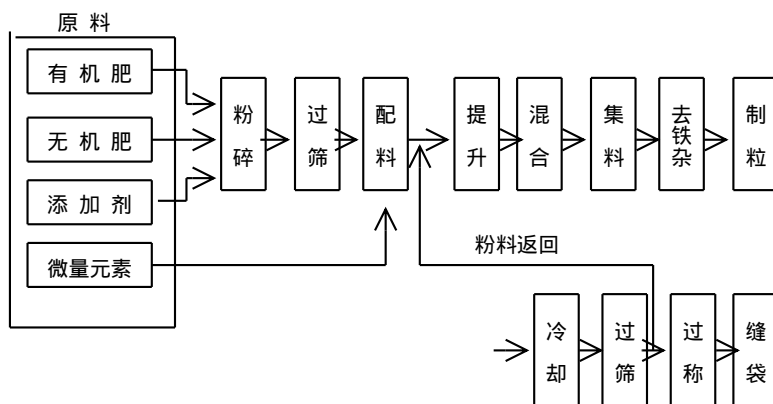 原 料
有 机 肥
无 机 肥
添 加 剂
微量元素
粉碎
过筛
配料
提升
混合
集料
去铁杂
制粒
粉料返回
冷却
过筛
过称
缝袋